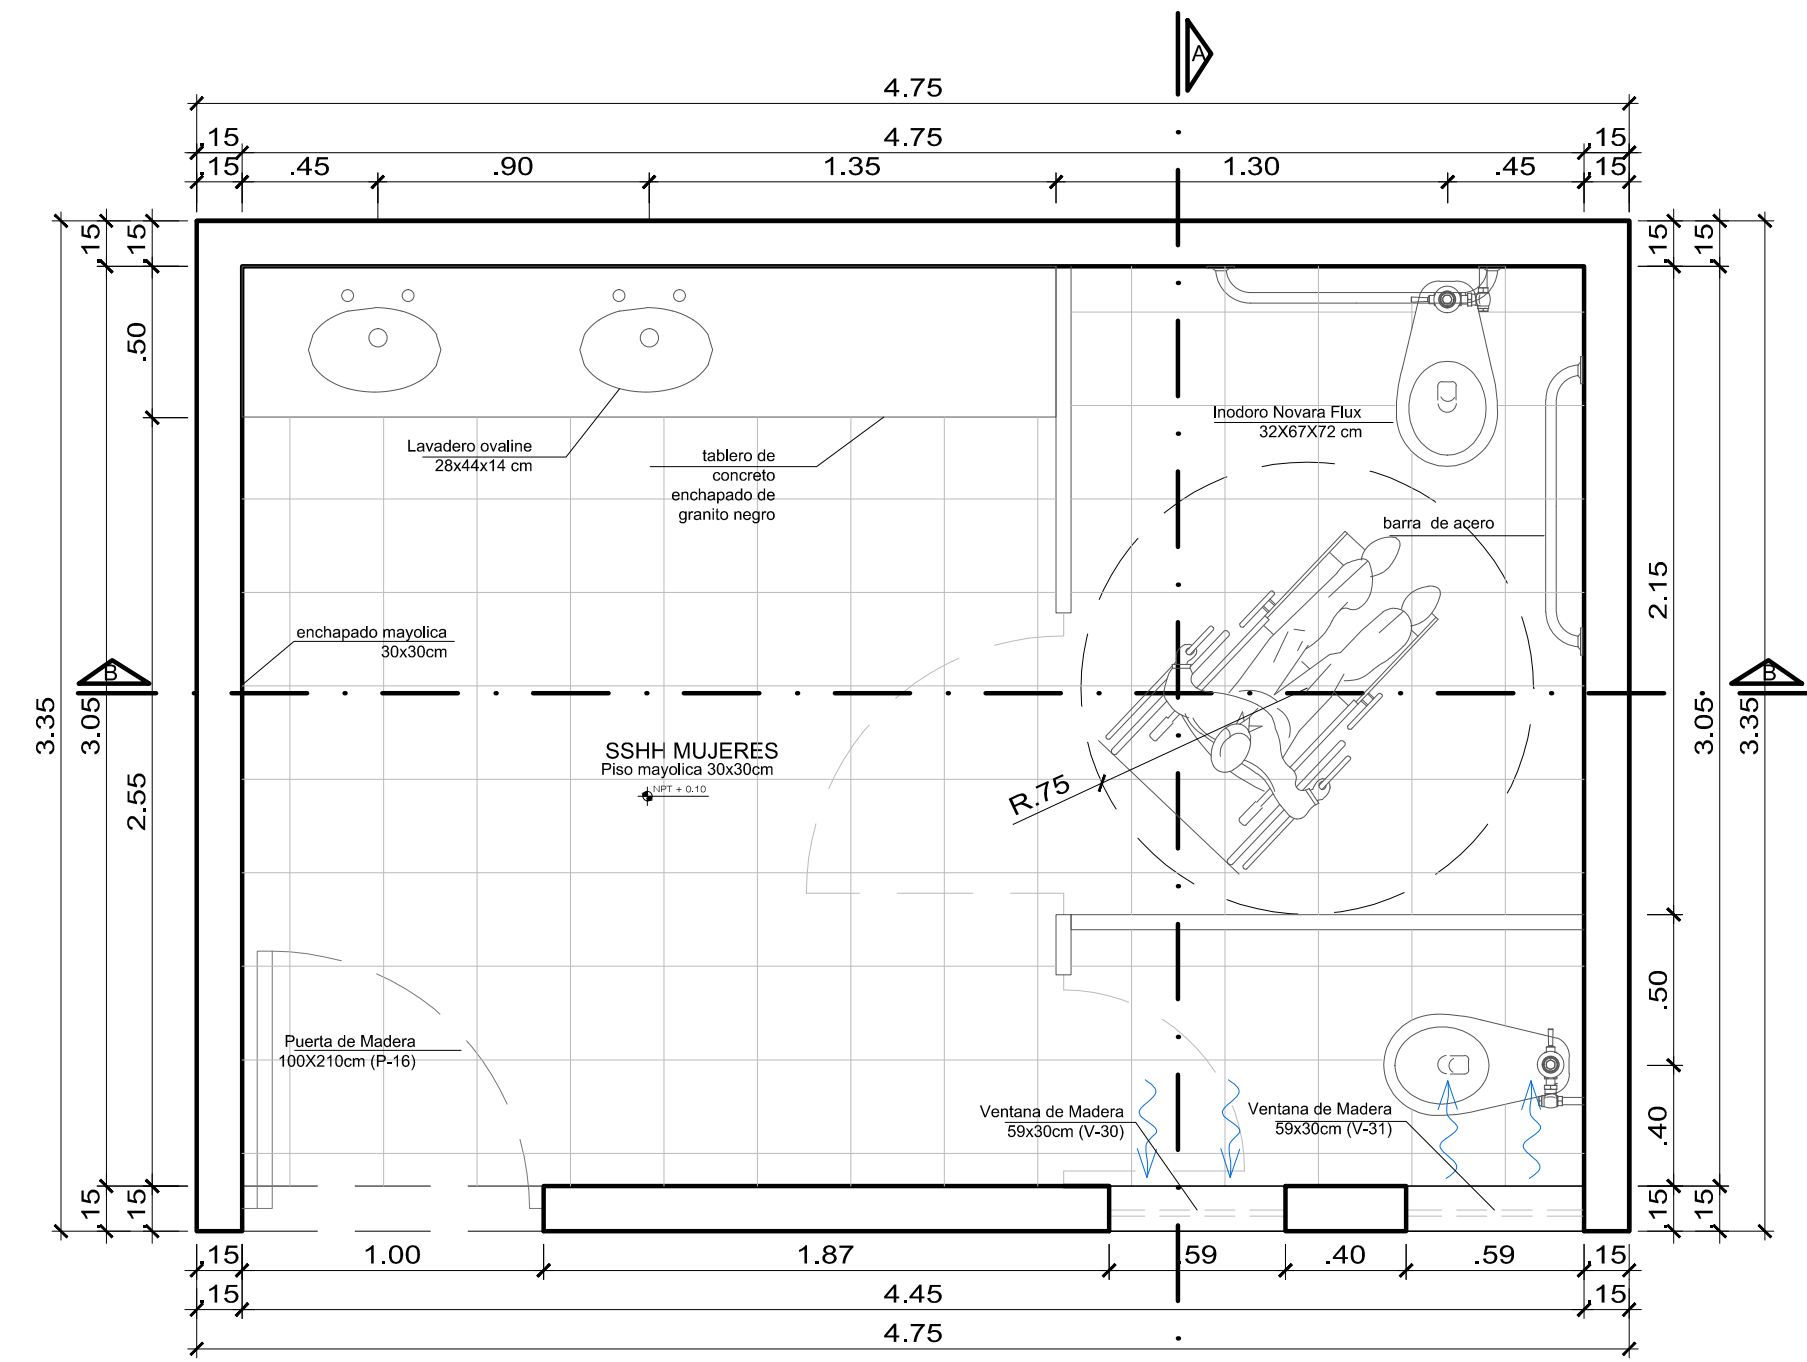 A
4.75
.15
4.75
.15
.15
.45
.90
1.35
1.30
.45
.15
.15
.15
.15
.15
.50
Lavadero ovaline
28x44x14 cm
tablero de
concreto
enchapado de
granito negro
Inodoro Novara Flux
32X67X72 cm
barra de acero
2.15
enchapado mayolica
30x30cm
B
B
3.35
3.05
2.55
3.05
3.35
SSHH MUJERES
Piso mayolica 30x30cm
NPT + 0.10
R.75
.50
Puerta de Madera
100X210cm (P-16)
Ventana de Madera
59x30cm (V-30)
Ventana de Madera
59x30cm (V-31)
.40
.15
.15
.15
.15
.15
1.00
1.87
.59
.40
.59
.15
.15
4.45
.15
4.75